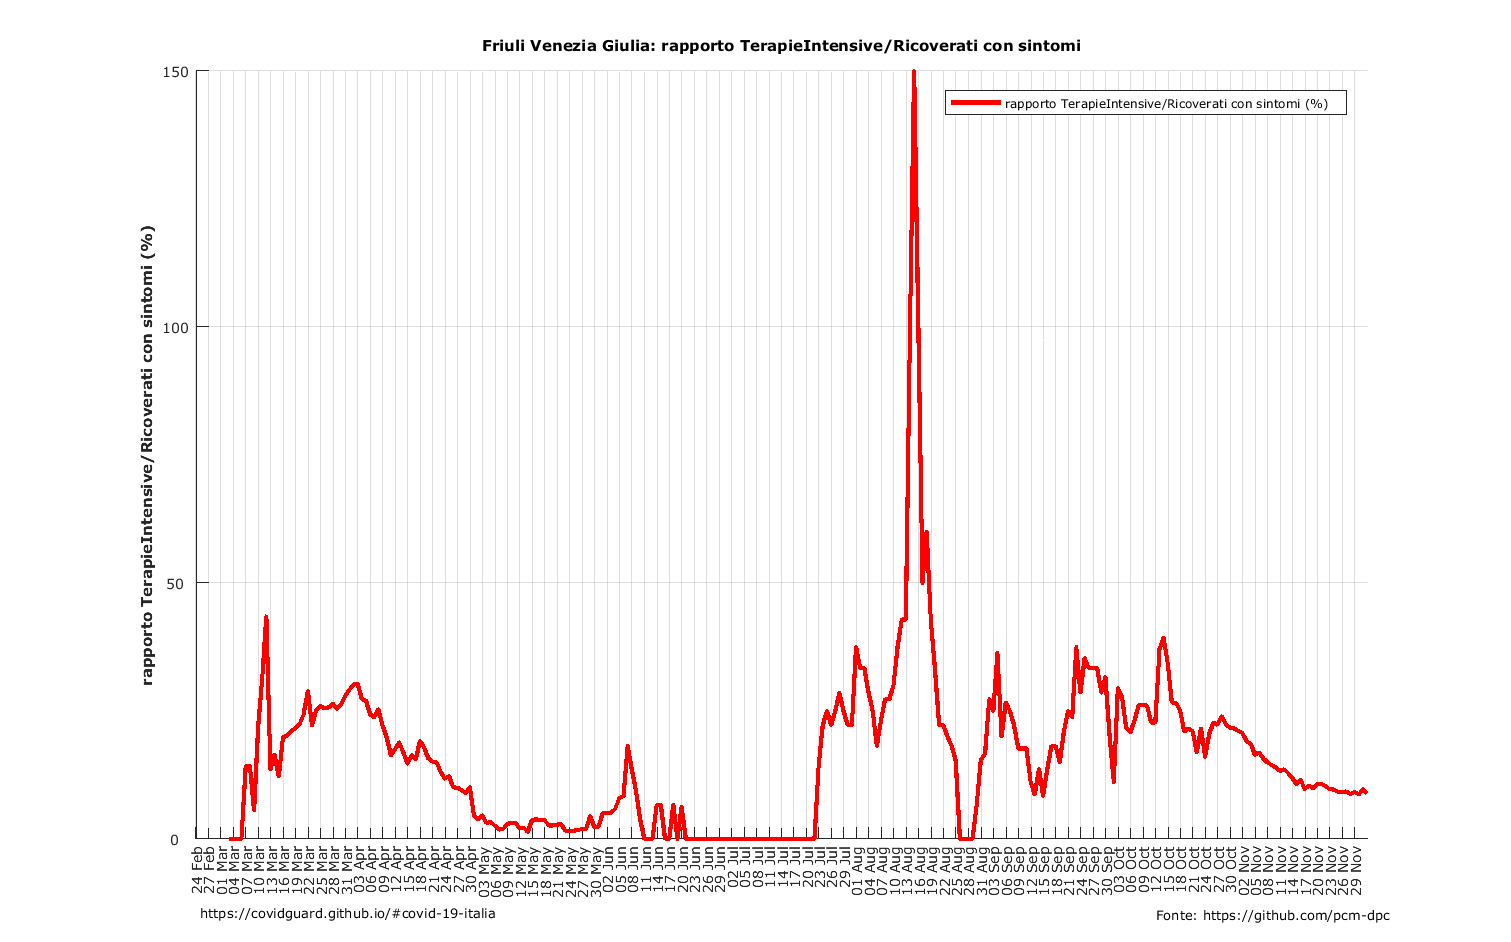 Friuli Venezia Giulia: rapporto TerapieIntensive/Ricoverati con sintomi
rapporto TerapieIntensive/Ricoverati con sintomi (%)
rapporto TerapieIntensive/Ricoverati con sintomi (%)
150
100
50
0
24 Feb
27 Feb
01 Mar
04 Mar
07 Mar
10 Mar
13 Mar
16 Mar
19 Mar
22 Mar
25 Mar
28 Mar
31 Mar
03 Apr
06 Apr
09 Apr
12 Apr
15 Apr
18 Apr
21 Apr
24 Apr
27 Apr
30 Apr
03 May
06 May
09 May
12 May
15 May
18 May
21 May
24 May
27 May
30 May
02 Jun
05 Jun
08 Jun
11 Jun
14 Jun
17 Jun
20 Jun
23 Jun
26 Jun
29 Jun
02 Jul
05 Jul
08 Jul
11 Jul
14 Jul
17 Jul
20 Jul
23 Jul
26 Jul
29 Jul
01 Aug
04 Aug
07 Aug
10 Aug
13 Aug
16 Aug
19 Aug
22 Aug
25 Aug
28 Aug
31 Aug
03 Sep
06 Sep
09 Sep
12 Sep
15 Sep
18 Sep
21 Sep
24 Sep
27 Sep
30 Sep
03 Oct
06 Oct
09 Oct
12 Oct
15 Oct
18 Oct
21 Oct
24 Oct
27 Oct
30 Oct
02 Nov
05 Nov
08 Nov
11 Nov
14 Nov
17 Nov
20 Nov
23 Nov
26 Nov
29 Nov
https://covidguard.github.io/#covid-19-italia
Fonte: https://github.com/pcm-dpc